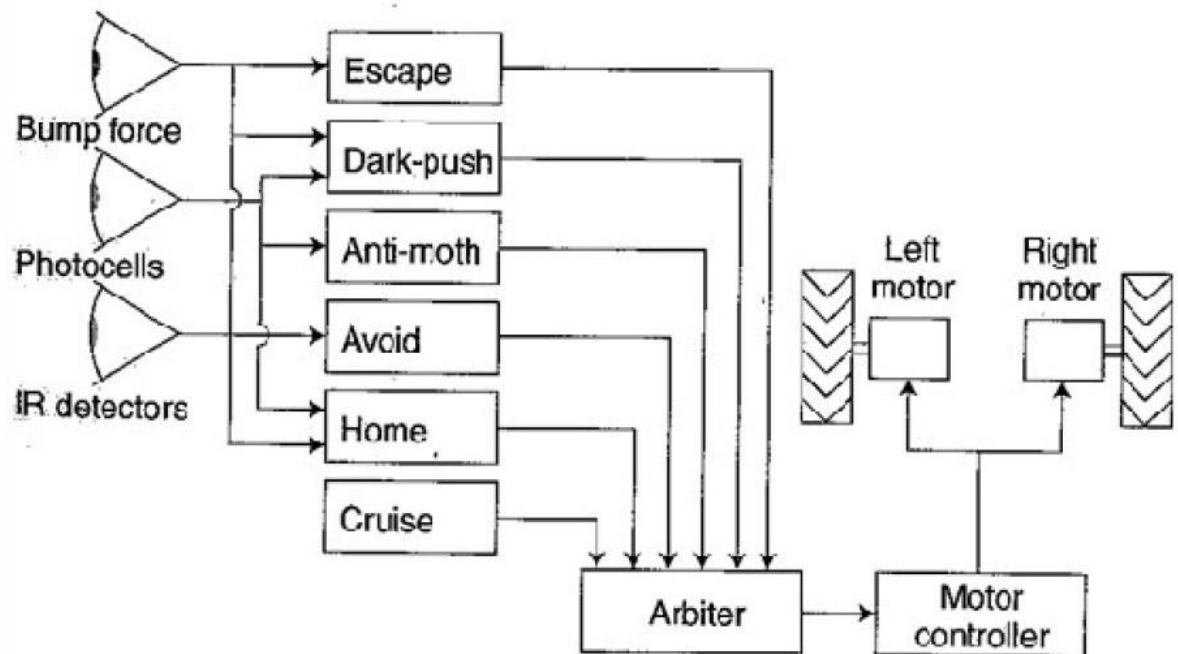 Escape
Bump force
Dark-push
Anti-moth
Photocells
Left
motor
Right
motor
Avoid
IR detectors
Home
Cruise
Arbiter
Motor
controller